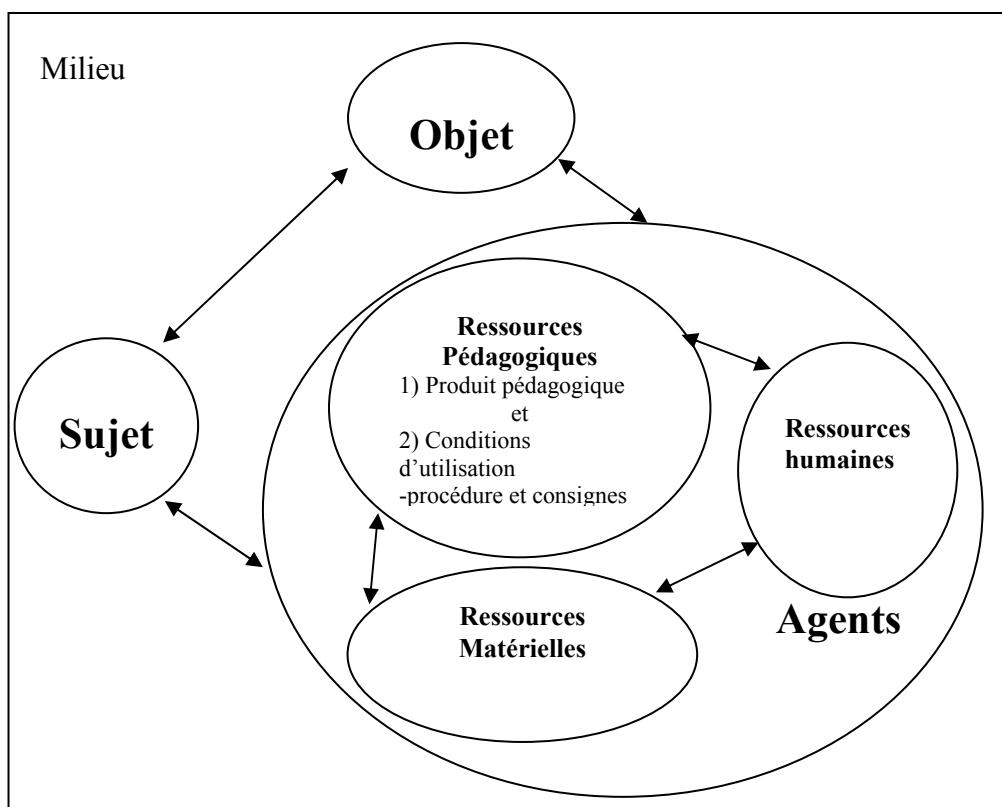 Milieu
Objet
Sujet
Ressources
Pédagogiques
1) Produit pédagogique
et
2) Conditions
d’utilisation
-procédure et consignes
Ressources
humaines
Ressources
Matérielles
Agents